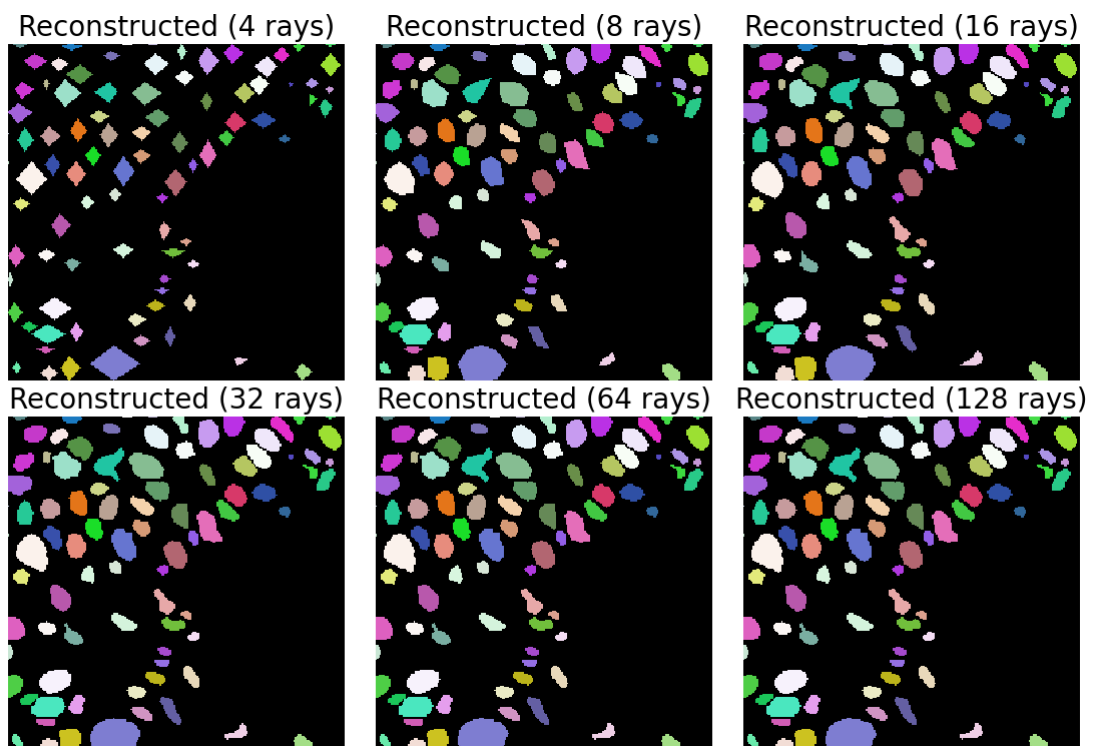 Reconstructed (4 rays)
Reconstructed (8 rays)
Reconstructed (16 rays)
Reconstructed (32 rays)
Reconstructed (64 rays)
Reconstructed (128 rays)